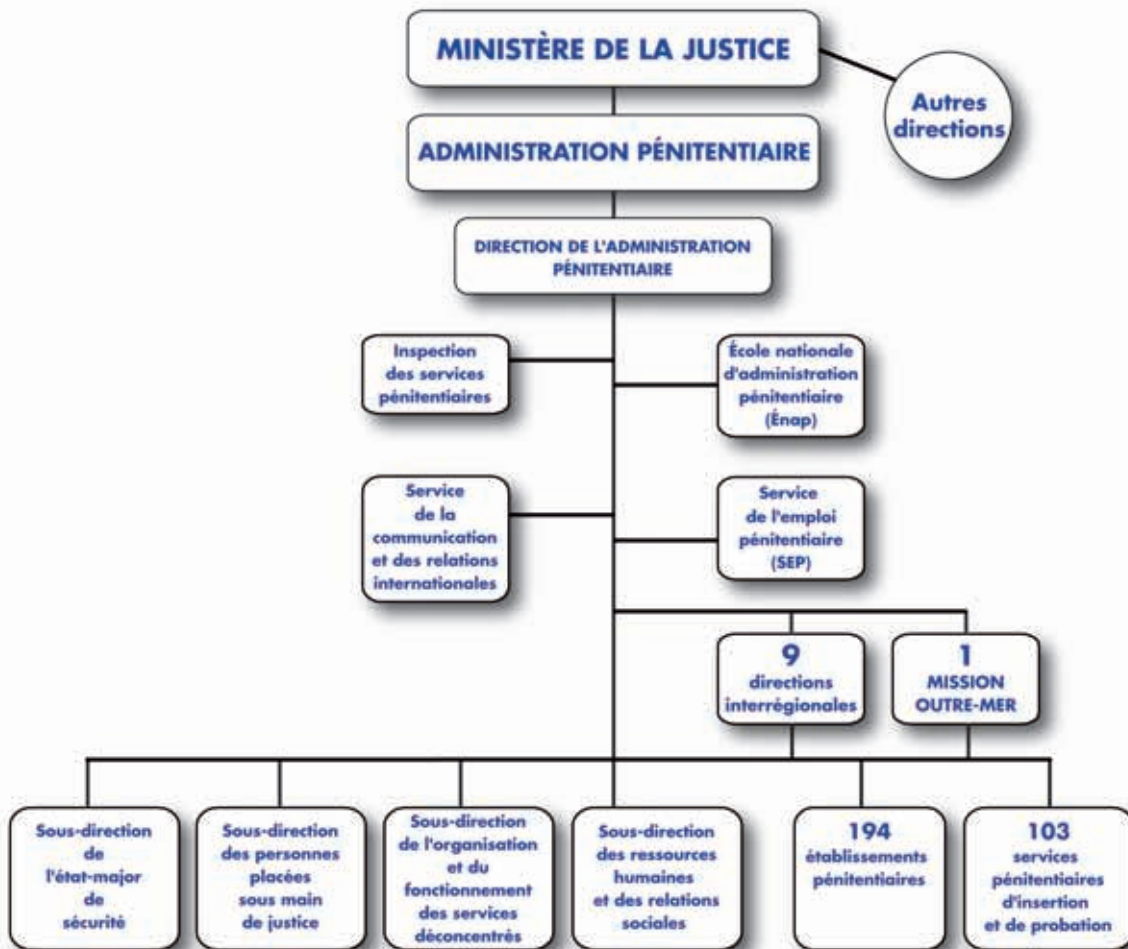 MINISTÈRE DE LA JUSTICE
Autres
directions
ADMINISTRATION PÉNITENTIAIRE
DIRECTION DE L'ADMINISTRATION
PÉNITENTIAIRE
Inspection
des services
pénitentiaires
École nationale
d'administration
pénitentiaire
(Énap)
Service
de la
communication
et des relations
internationales
Service
de l'emploi
pénitentiaire
(SEP)
9
directions
interrégionales
1
MISSION
OUTRE-MER
Sous-direction
de
l'état-major
de
sécurité
Sous-direction
des personnes
placées
sous main
de justice
Sous-direction
de l'organisation
et du
fonctionnement
des services
déconcentrés
Sous-direction
des ressources
humaines
et des relations
sociales
194
établissements
pénitentiaires
103
services
pénitentiaires
d'insertion
et de probation